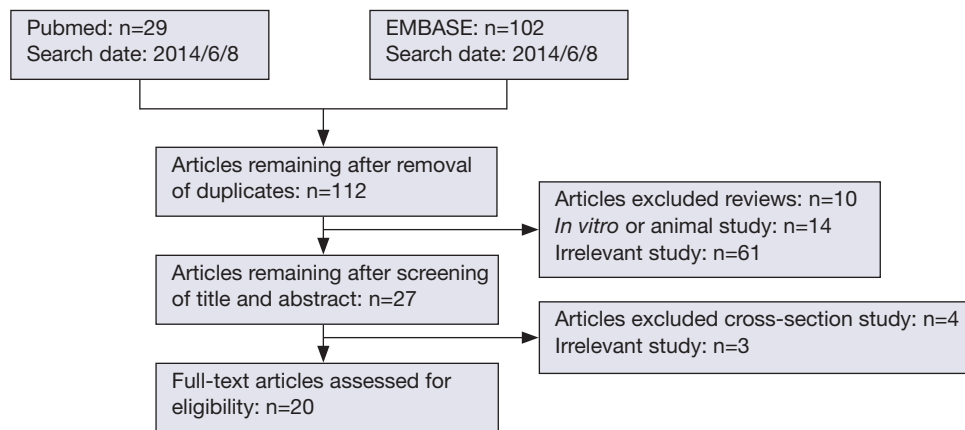 Pubmed: n=29
Search date: 2014/6/8
EMBASE: n=102
Search date: 2014/6/8
Articles remaining after removal
of duplicates: n=112
Articles excluded reviews: n=10
In vitro or animal study: n=14
Irrelevant study: n=61
Articles remaining after screening
of title and abstract: n=27
Articles excluded cross-section study: n=4
Irrelevant study: n=3
Full-text articles assessed for
eligibility: n=20